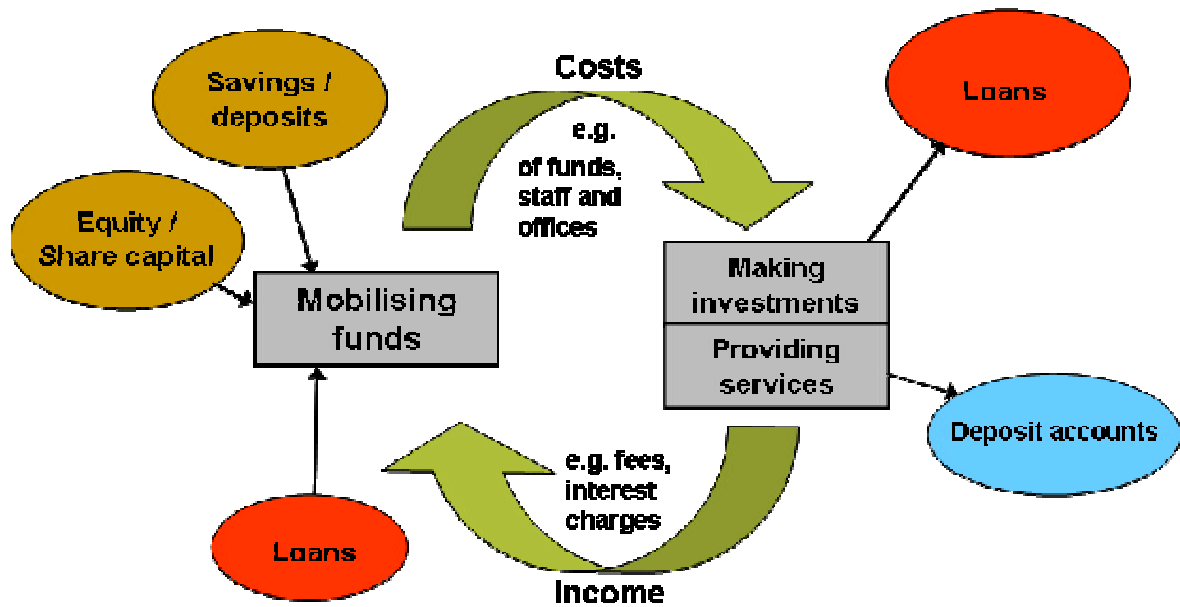 Savings /
deposits
Equity /
Share capital
Mobilising
funds
Loans
Costs
e.g.
of funds,
staff and
offices
Loans
Making
investments
Providing
services
Deposit accounts
e.g. fees,
interest
charges
Income